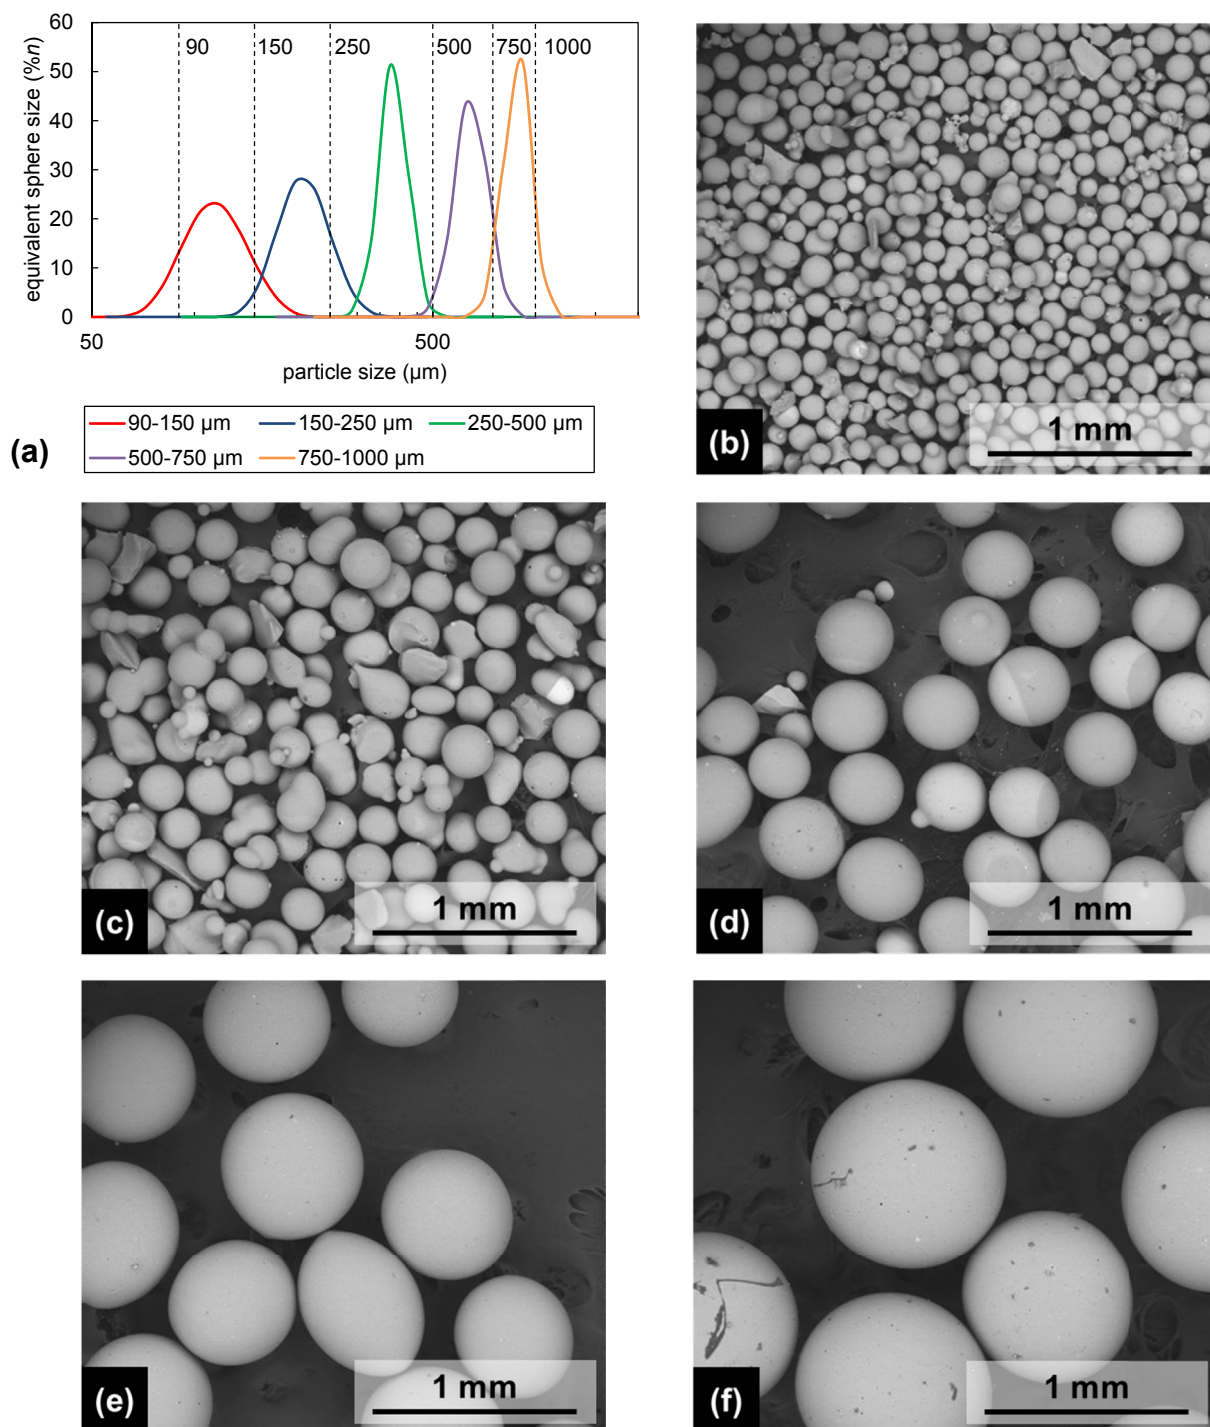 60
50
40
30
20
10
0
equivalent sphere size (%n)
90
150
250
500
750
1000
50
500
particle size (µm)
90-150 µm
150-250 µm
250-500 µm
500-750 µm
750-1000 µm
(a)
(b)
1 mm
(c)
1 mm
(d)
1 mm
(e)
1 mm
(f)
1 mm